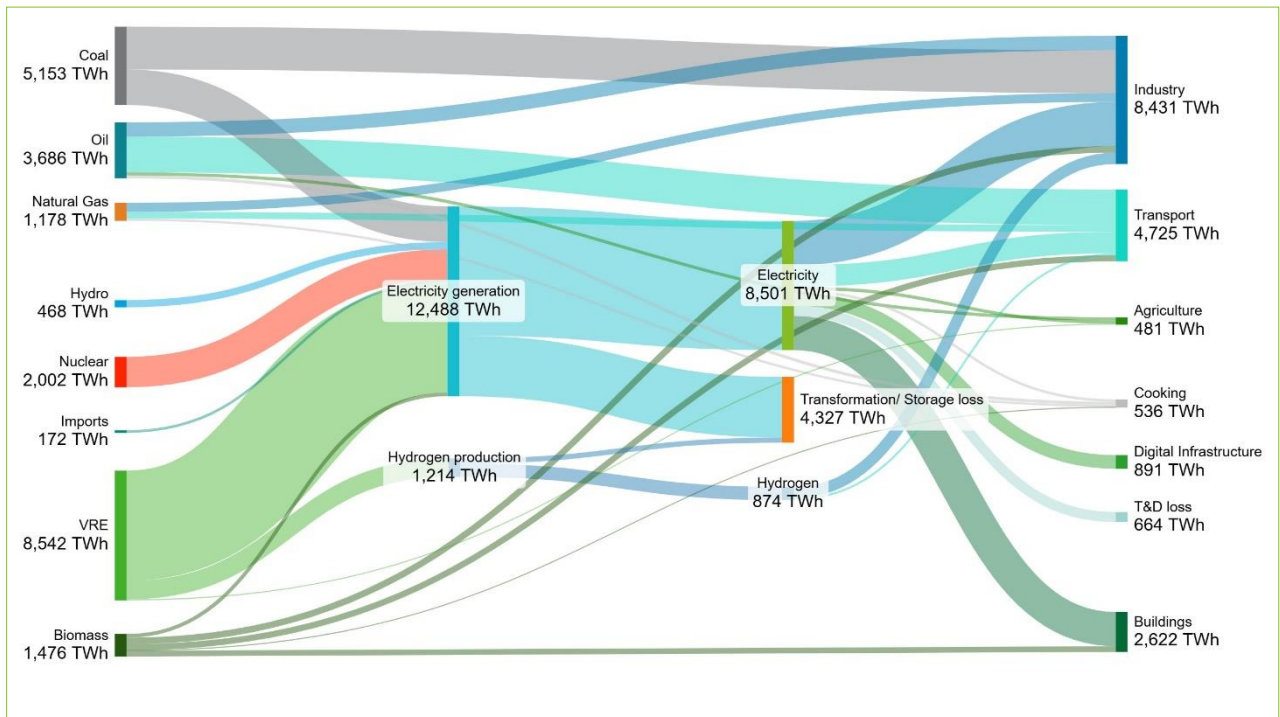 Coal
5,153 TWh
Oil
3,686 TWh
Natural Gas
1,178 TWh
Hydro
468 TWh
Nuclear
2,002 TWh
Imports
172 TWh
VRE
8,542 TWh
Biomass
1,476 TWh
Electricity generation
12,488 TWh
Hydrogen production
1,214 TWh
Electricity
8,501 TWh
Transformation/ Storage loss
4,327 TWh
Hydrogen
874 TWh
Industry
8,431 TWh
Transport
4,725 TWh
Agriculture
481 TWh
Cooking
536 TWh
Digital Infrastructure
891 TWh
T&D loss
664 TWh
Buildings
2,622 TWh